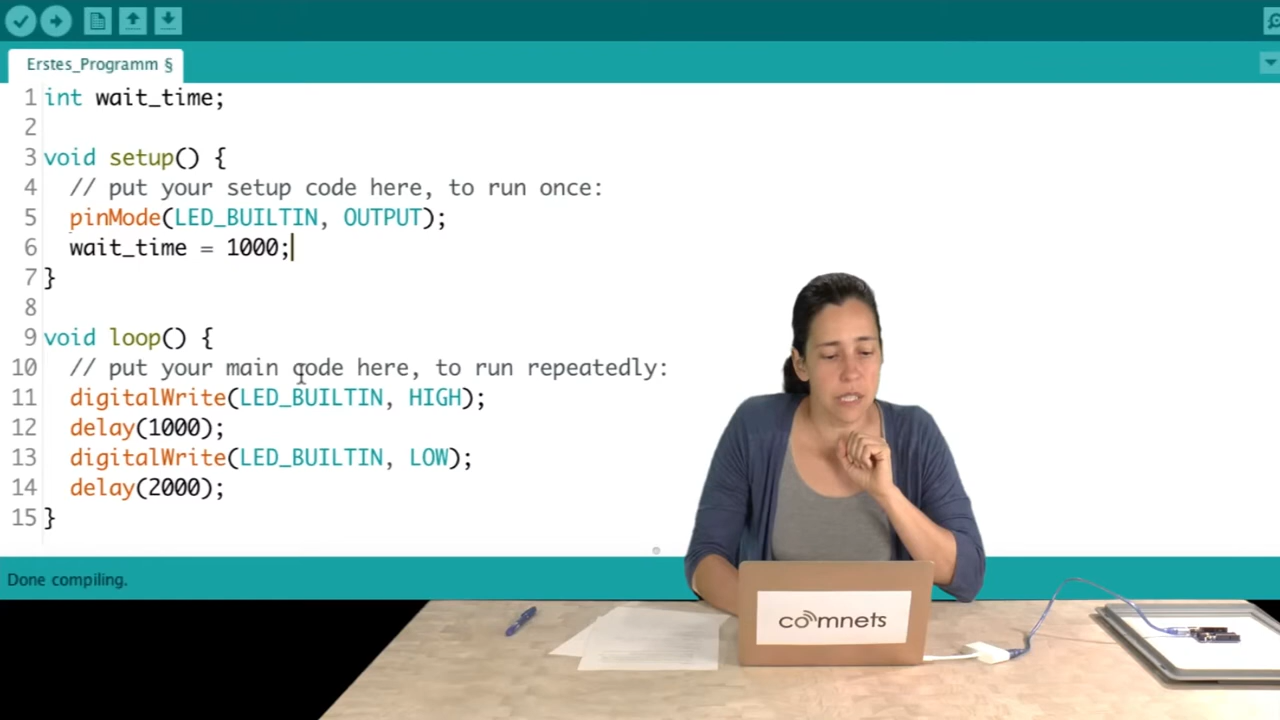 Erstes_Programm §
1 int wait_time;
2
3 void setup() {
4 // put your setup code here, to run once:
5 pinMode(LED_BUILTIN, OUTPUT);
6 wait_time = 1000;
7 }
8
9 void loop() {
10 // put your main code here, to run repeatedly:
11 digitalWrite(LED_BUILTIN, HIGH);
12 delay(1000);
13 digitalWrite(LED_BUILTIN, LOW);
14 delay(2000);
15 }
Done compiling.
comnets